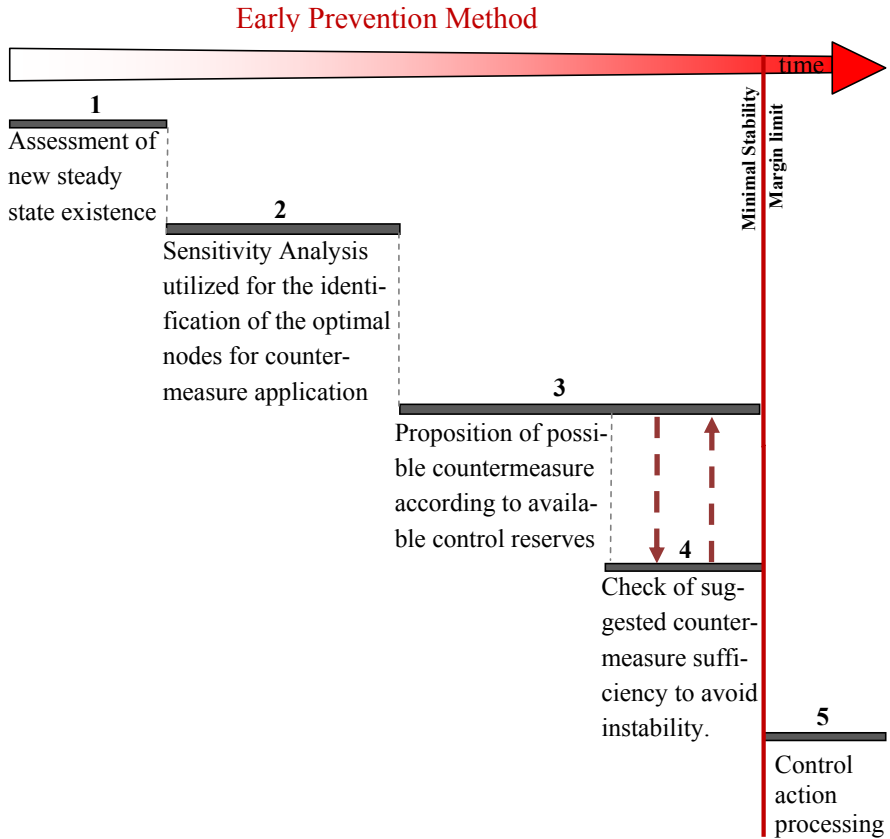 Early Prevention Method
time
Minimal Stability
Margin limit
1
Assessment of
new steady
state existence
2
Sensitivity Analysis
utilized for the identi-
fication of the optimal
nodes for counter-
measure application
3
Proposition of possi-
ble countermeasure
according to availa-
ble control reserves
4
Check of sug-
gested counter-
measure suffi-
ciency to avoid
instability.
5
Control
action
processing